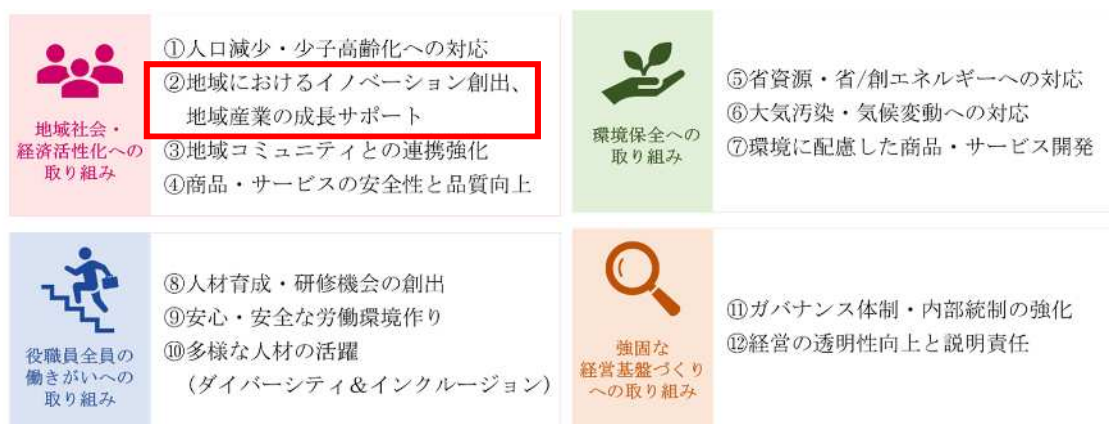 地域社会・
経済活性化への
取り組み
①人口減少・少子高齢化への対応
②地域におけるイノベーション創出、
地域産業の成長サポート
③地域コミュニティとの連携強化
④商品・サービスの安全性と品質向上
環境保全への
取り組み
⑤省資源・省/創エネルギーへの対応
⑥大気汚染・気候変動への対応
⑦環境に配慮した商品・サービス開発
役職員全員の
働きがいへの
取り組み
⑧人材育成・研修機会の創出
⑨安心・安全な労働環境作り
⑩多様な人材の活躍
（ダイバーシティ＆インクルージョン）
強固な
経営基盤づくり
への取り組み
⑪ガバナンス体制・内部統制の強化
⑫経営の透明性向上と説明責任